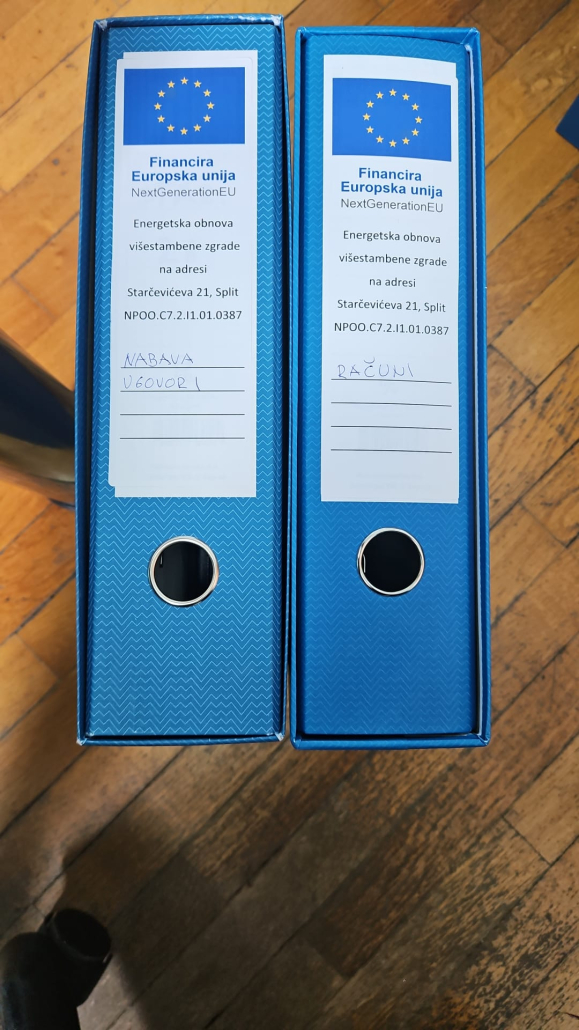 Financira
Europska unija
NextGenerationEU
Energetska obnova
višestambene zgrade
na adresi
Starčevićeva 21, Split
NPOO.C7.2.I1.01.0387
NABAVA
UGOVORI
Financira
Europska unija
NextGenerationEU
Energetska obnova
višestambene zgrade
na adresi
Starčevićeva 21, Split
NPOO.C7.2.I1.01.0387
RAČUNI